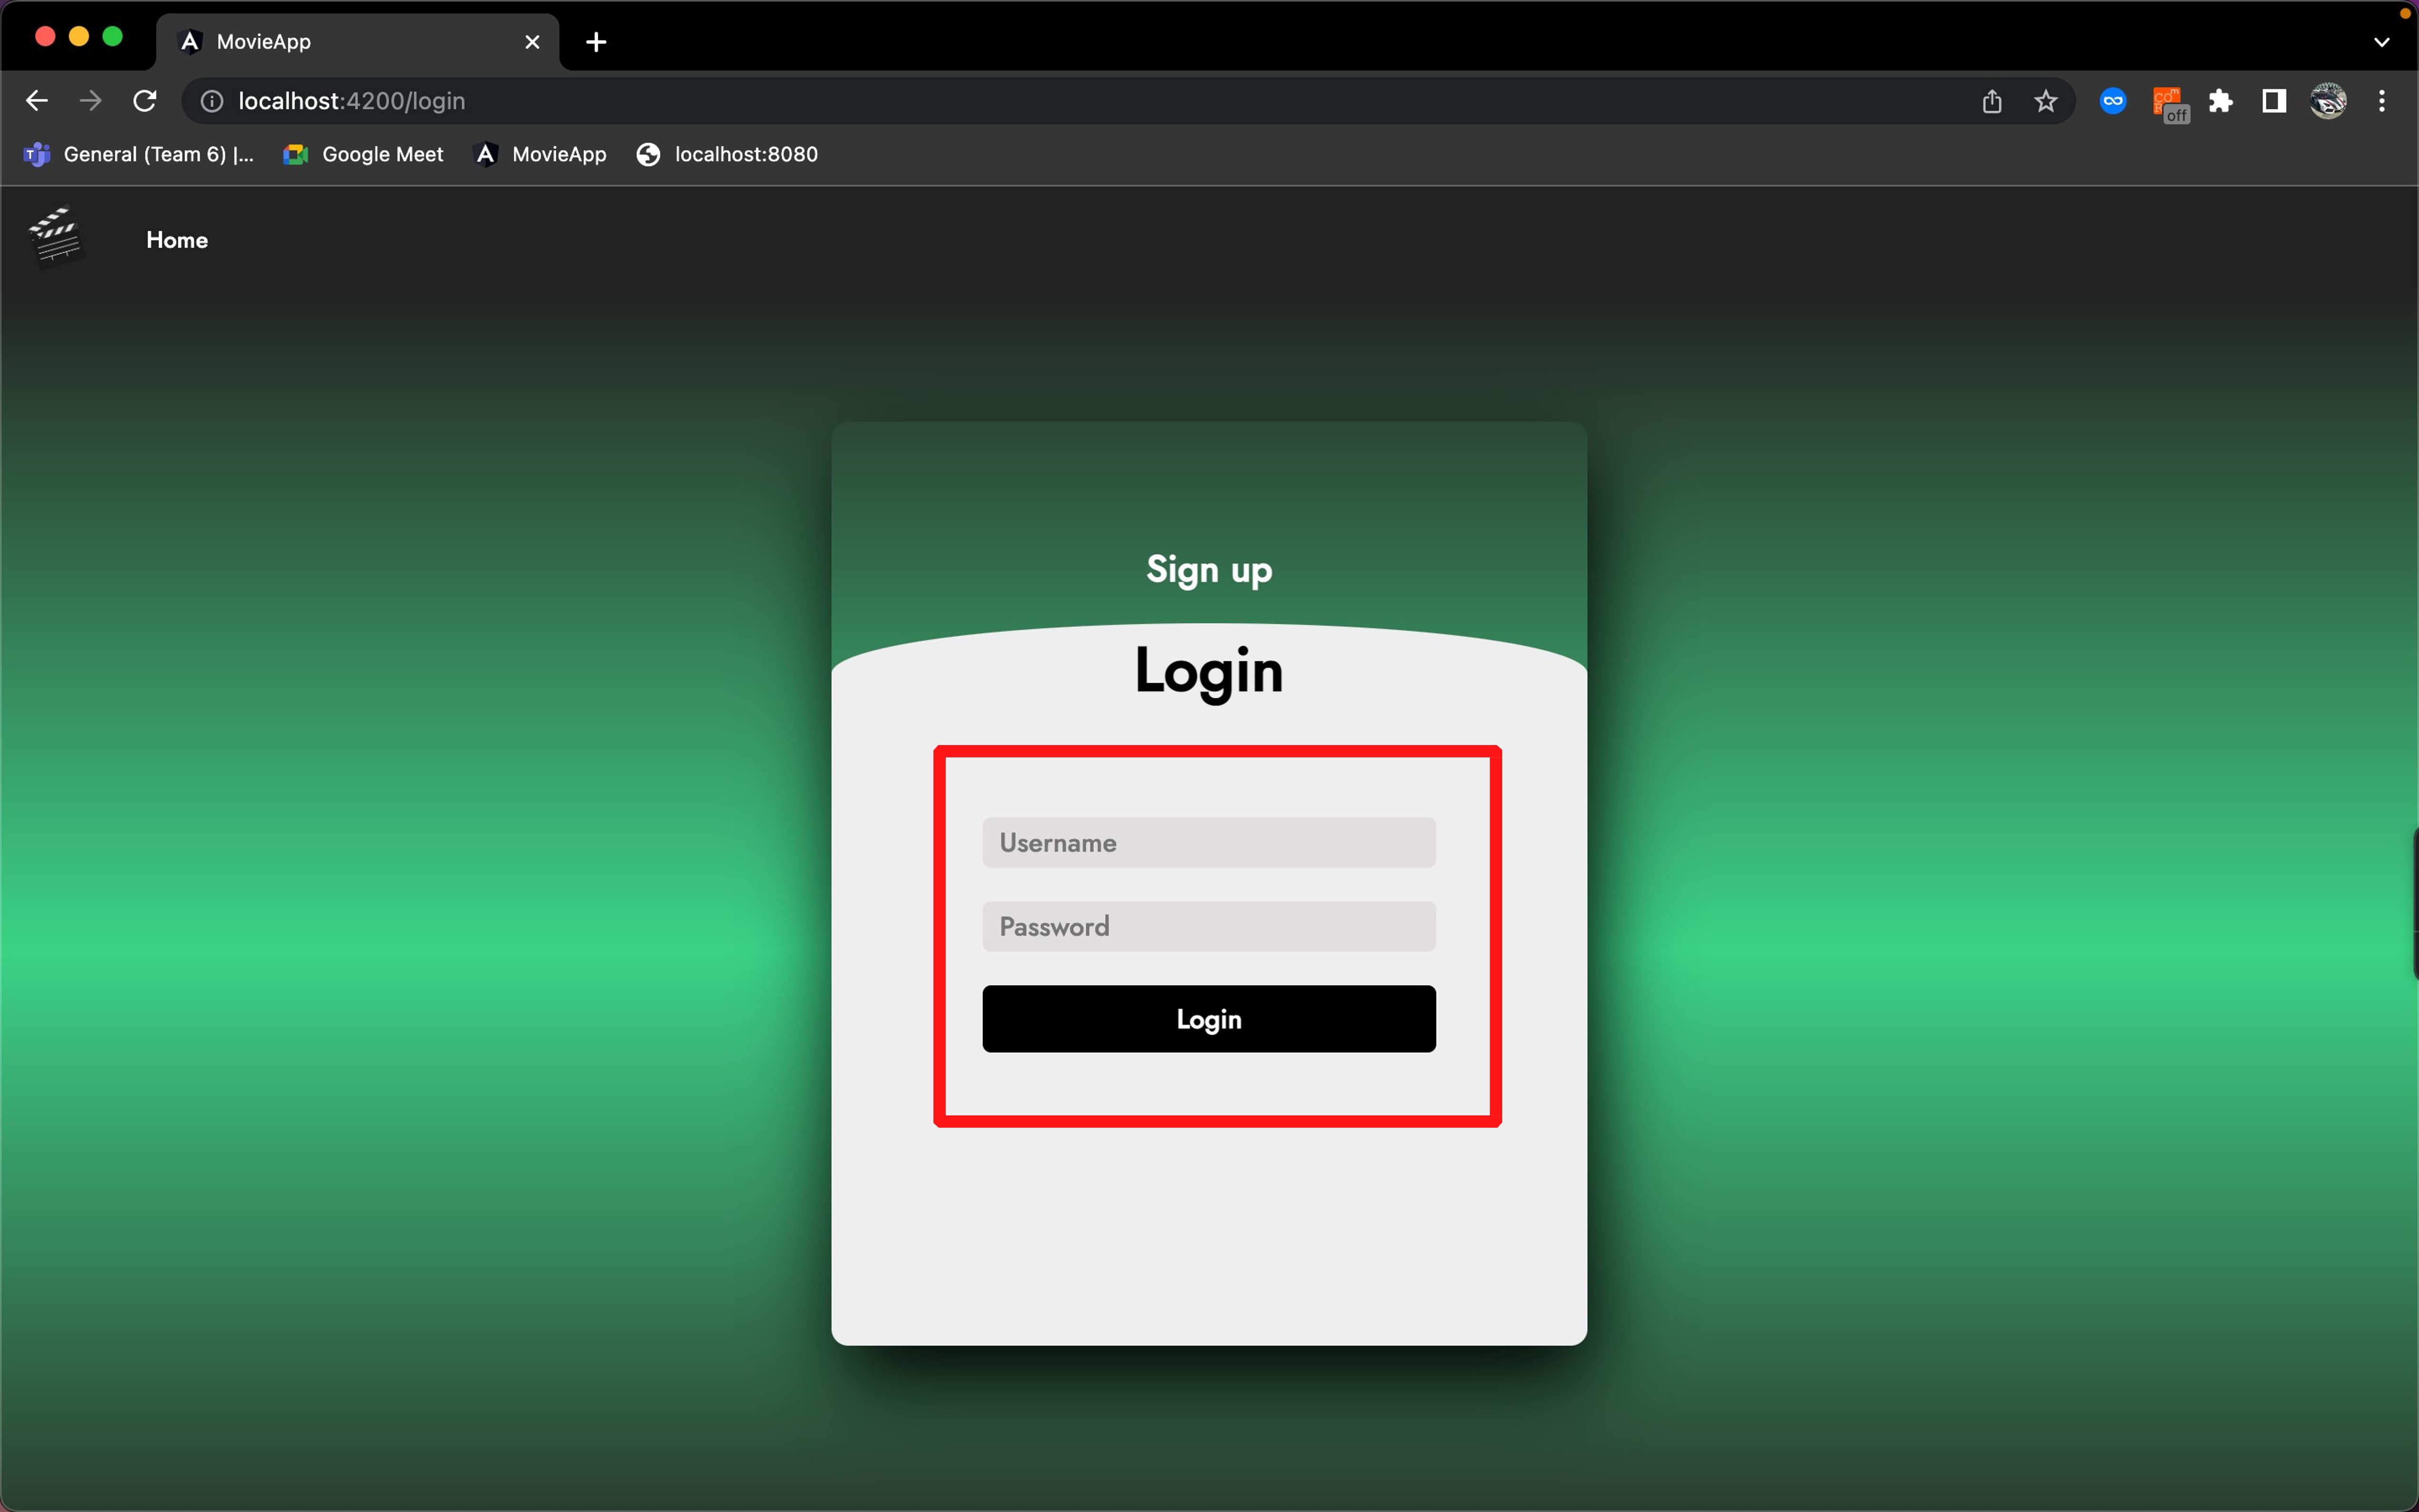 MovieApp
localhost:4200/login
off
General (Team 6) |...
Google Meet
MovieApp
localhost:8080
Home
Sign up
Login
Username
Password
Login